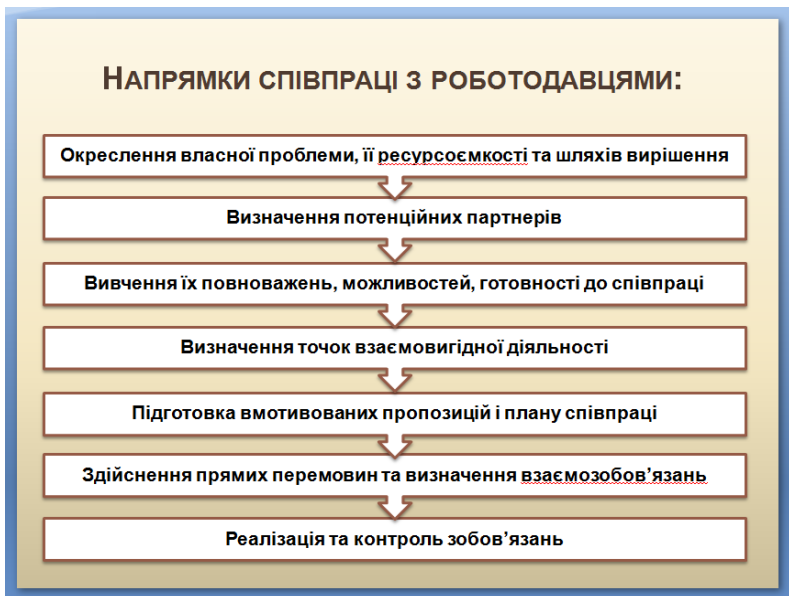 НАПРЯМКИ СПІВПРАЦІ З РОБОТОДАВЦЯМИ:
Окреслення власної проблеми, її ресурсоємкості та шляхів вирішення
Визначення потенційних партнерів
Вивчення їх повноважень, можливостей, готовності до співпраці
Визначення точок взаємовигідної діяльності
Підготовка вмотивованих пропозицій і плану співпраці
Здійснення прямих перемовин та визначення взаємозобов’язань
Реалізація та контроль зобов’язань